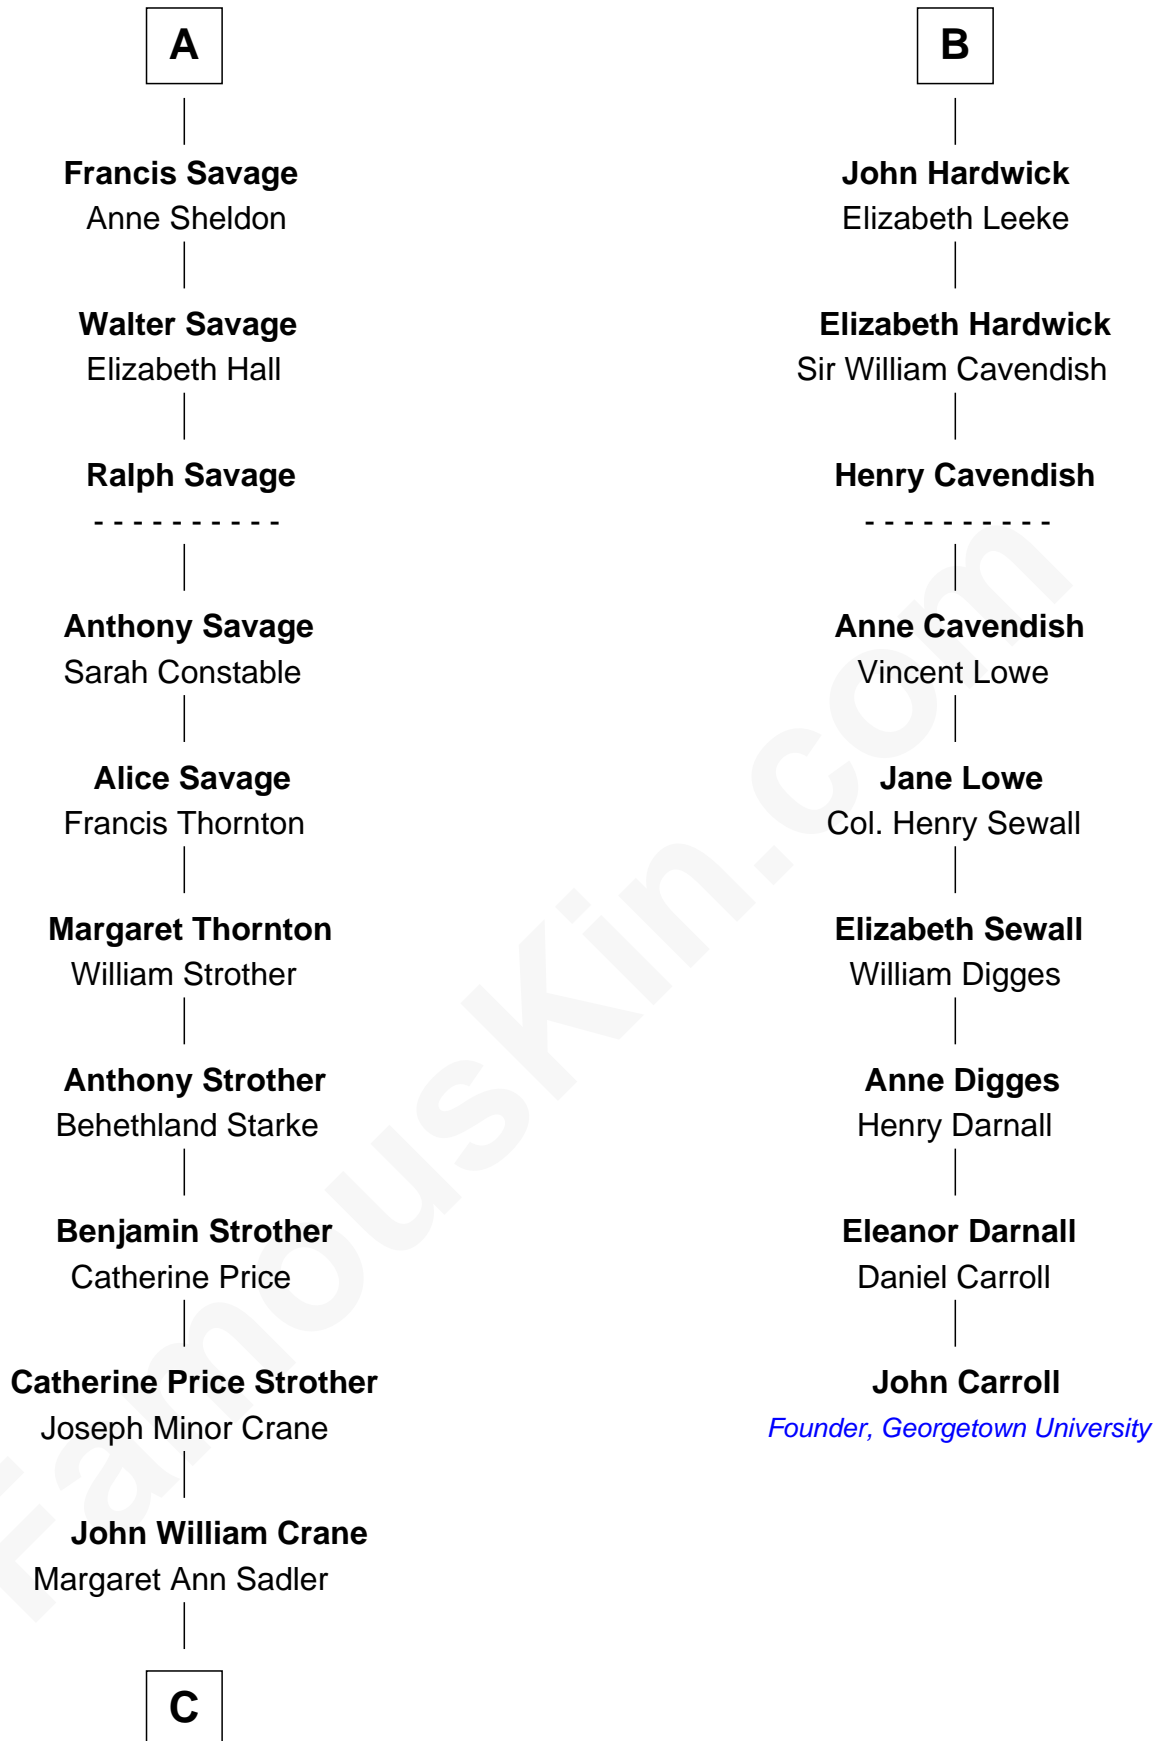 A
Francis Savage
Anne Sheldon
Walter Savage
Elizabeth Hall
Ralph Savage
- - - - - - - - - -
Anthony Savage
Sarah Constable
Alice Savage
Francis Thornton
Margaret Thornton
William Strother
Anthony Strother
Behethland Starke
Benjamin Strother
Catherine Price
Catherine Price Strother
Joseph Minor Crane
John William Crane
Margaret Ann Sadler
C
B
John Hardwick
Elizabeth Leeke
Elizabeth Hardwick
Sir William Cavendish
Henry Cavendish
- - - - - - - - - -
Anne Cavendish
Vincent Lowe
Jane Lowe
Col. Henry Sewall
Elizabeth Sewall
William Digges
Anne Digges
Henry Darnall
Eleanor Darnall
Daniel Carroll
John Carroll
Founder, Georgetown University
FamousKin.com